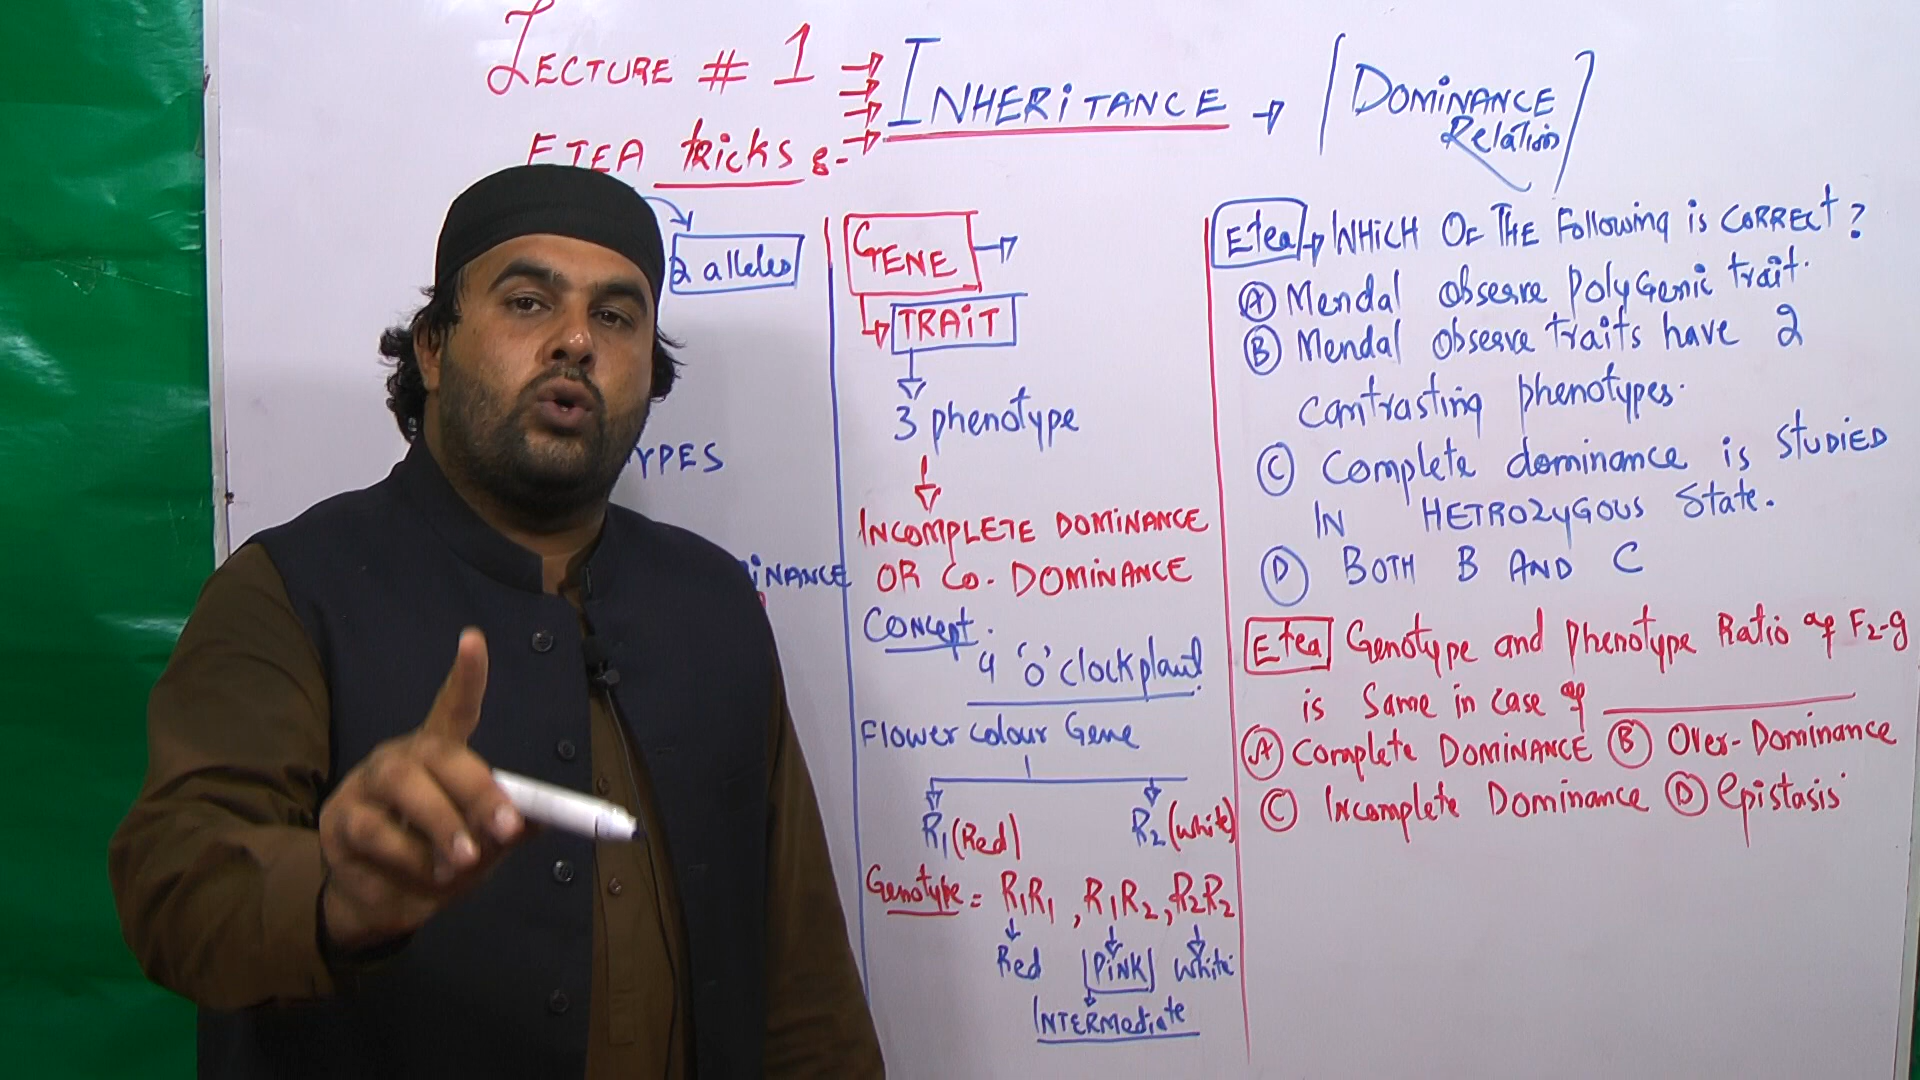 LECTURE # 1 → INHERITANCE → [DOMINANCE Relation]
ETEA tricks :-
2 alleles
YPES
INANCE
GENE →
TRAIT
3 phenotype
INCOMPLETE DOMINANCE
OR CO-DOMINANCE
Concept:
4 'o' clock plant
Flower colour Gene
R1 (Red) R2 (white)
Genotype = R1R1, R1R2, R2R2
Red PINK white
INTERMediate
Etea → WHICH OF THE Following is CORRECT?
A Mendal observe polyGenic trait.
B Mendal observe traits have 2
contrasting phenotypes.
C Complete dominance is STUDIED
IN HETROZYGOUS State.
D BOTH B AND C
Etea Genotype and Phenotype Ratio of F2-g
is Same in case of ________
A Complete DOMINANCE B Over-Dominance
C Incomplete Dominance D epistasis